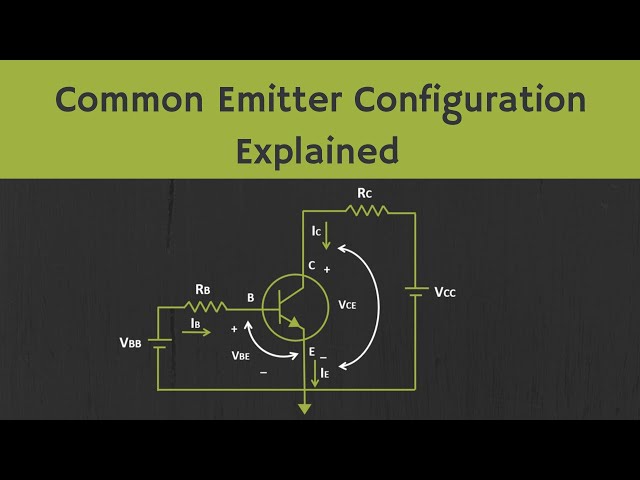 Common Emitter Configuration
Explained
RC
IC
C
+
RB
B
VCE
VCC
IB
+
VBB
VBE
E
–
–
IE